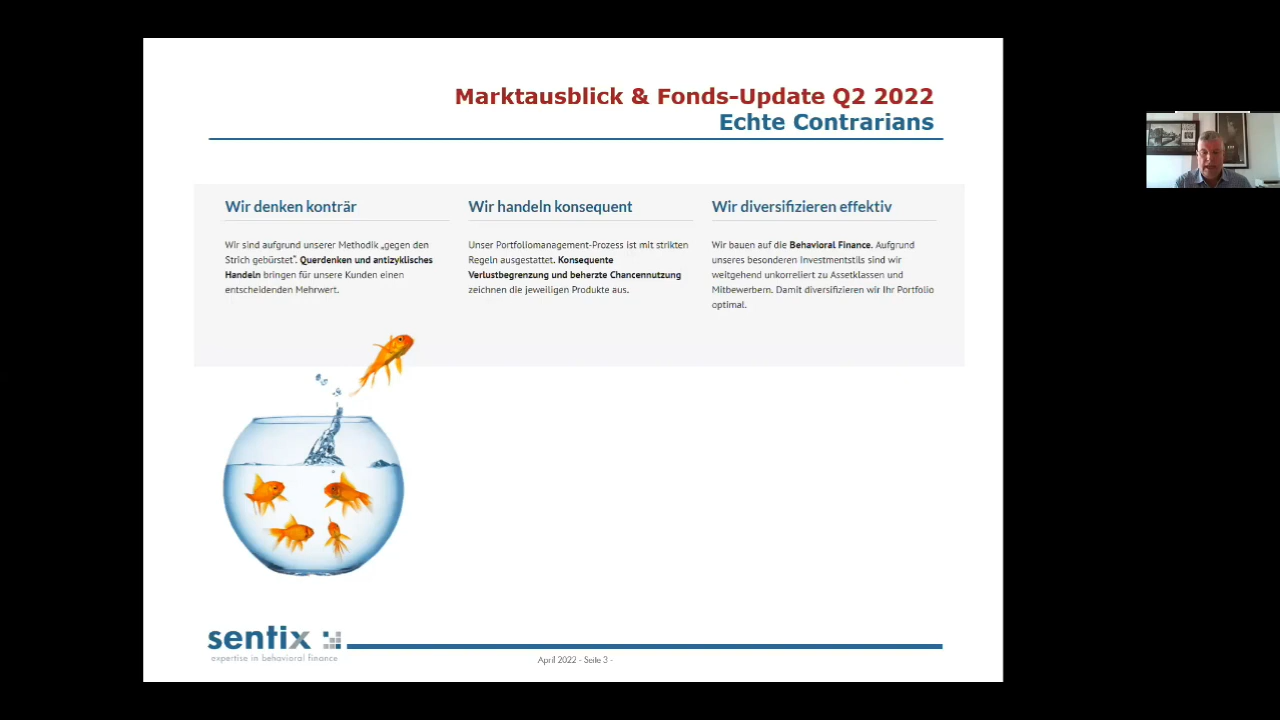 Marktausblick & Fonds-Update Q2 2022
Echte Contrarians
Wir denken konträr
Wir sind aufgrund unserer Methodik „gegen den
Strich gebürstet“. Querdenken und antizyklisches
Handeln bringen für unsere Kunden einen
entscheidenden Mehrwert.
Wir handeln konsequent
Unser Portfoliomanagement-Prozess ist mit strikten
Regeln ausgestattet. Konsequente
Verlustbegrenzung und beherzte Chancennutzung
zeichnen die jeweiligen Produkte aus.
Wir diversifizieren effektiv
Wir bauen auf die Behavioral Finance. Aufgrund
unseres besonderen Investmentstils sind wir
weitgehend unkorreliert zu Assetklassen und
Mitbewerbern. Damit diversifizieren wir Ihr Portfolio
optimal.
sentix
expertise in behavioral finance
April 2022 - Seite 3 -